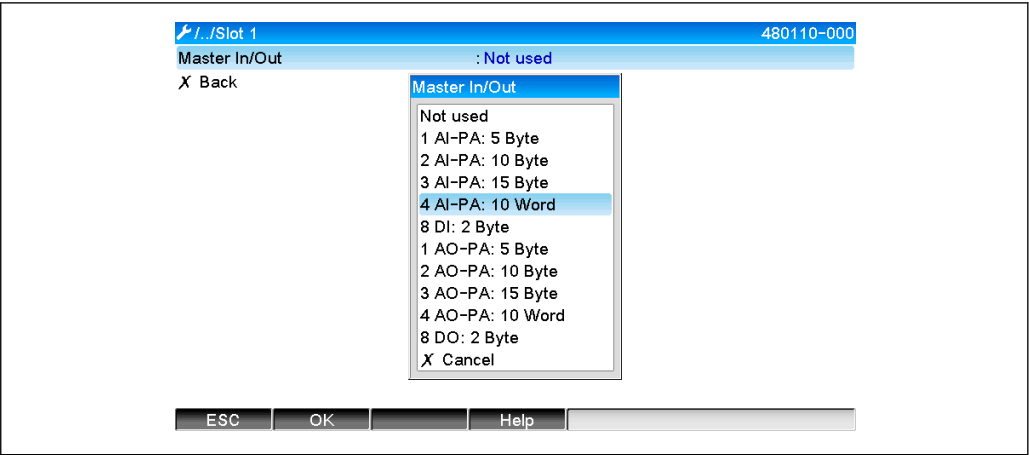 /../Slot 1 480110-000
Master In/Out : Not used
X Back
Master In/Out
Not used
1 AI-PA: 5 Byte
2 AI-PA: 10 Byte
3 AI-PA: 15 Byte
4 AI-PA: 10 Word
8 DI: 2 Byte
1 AO-PA: 5 Byte
2 AO-PA: 10 Byte
3 AO-PA: 15 Byte
4 AO-PA: 10 Word
8 DO: 2 Byte
X Cancel
ESC OK Help